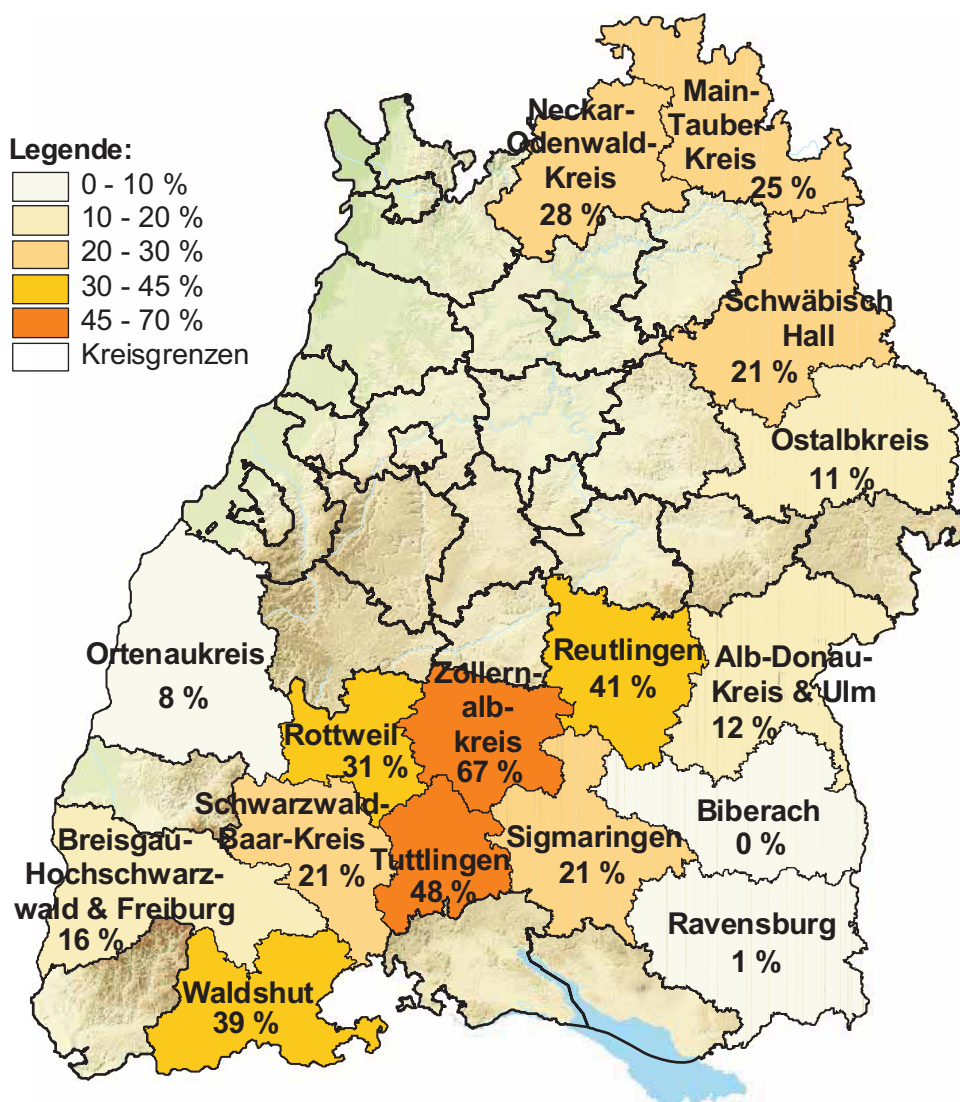 Legende:
0 - 10 %
10 - 20 %
20 - 30 %
30 - 45 %
45 - 70 %
Kreisgrenzen
Main-
Tauber-
Kreis
25 %
Neckar-
Odenwald-
Kreis
28 %
Schwäbisch
Hall
21 %
Ostalbkreis
11 %
Ortenaukreis
8 %
Reutlingen
41 %
Alb-Donau-
Kreis & Ulm
12 %
Zollern-
alb-
kreis
67 %
Rottweil
31 %
Schwarzwald-
Baar-Kreis
21 %
Tuttlingen
48 %
Sigmaringen
21 %
Biberach
0 %
Breisgau-
Hochschwarz-
wald & Freiburg
16 %
Ravensburg
1 %
Waldshut
39 %